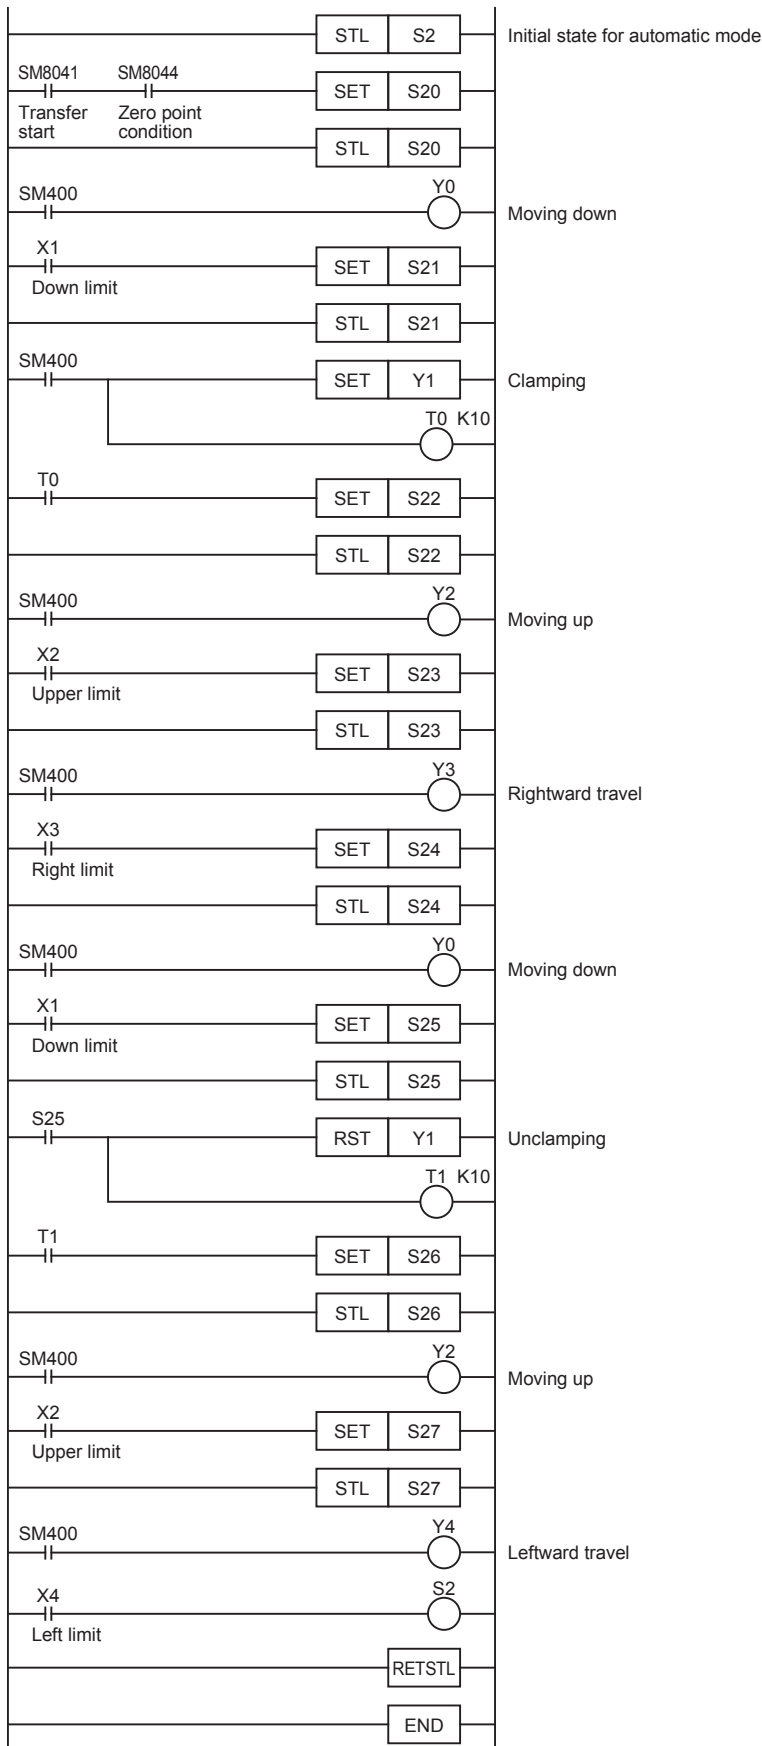 STL S2 Initial state for automatic mode
SM8041 SM8044
SET S20
Transfer start Zero point condition
STL S20
SM400 Y0
Moving down
X1
SET S21
Down limit
STL S21
SM400
SET Y1 Clamping
T0 K10
T0
SET S22
STL S22
SM400 Y2
Moving up
X2
SET S23
Upper limit
STL S23
SM400 Y3
Rightward travel
X3
SET S24
Right limit
STL S24
SM400 Y0
Moving down
X1
SET S25
Down limit
STL S25
S25
RST Y1 Unclamping
T1 K10
T1
SET S26
STL S26
SM400 Y2
Moving up
X2
SET S27
Upper limit
STL S27
SM400 Y4
Leftward travel
X4 S2
Left limit
RETSTL
END